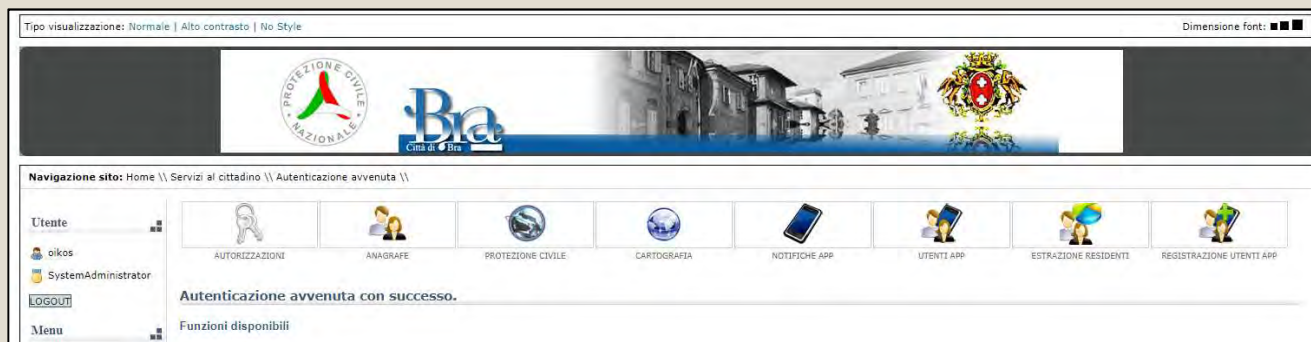 Tipo visualizzazione: Normale | Alto contrasto | No Style
Dimensione font:
PROTEZIONE CIVILE NAZIONALE
Bra
Città di Bra
Navigazione sito: Home \\ Servizi al cittadino \\ Autenticazione avvenuta \\
Utente
oikos
SystemAdministrator
LOGOUT
Menu
AUTORIZZAZIONI
ANAGRAFE
PROTEZIONE CIVILE
CARTOGRAFIA
NOTIFICHE APP
UTENTI APP
ESTRAZIONE RESIDENTI
REGISTRAZIONE UTENTI APP
Autenticazione avvenuta con successo.
Funzioni disponibili